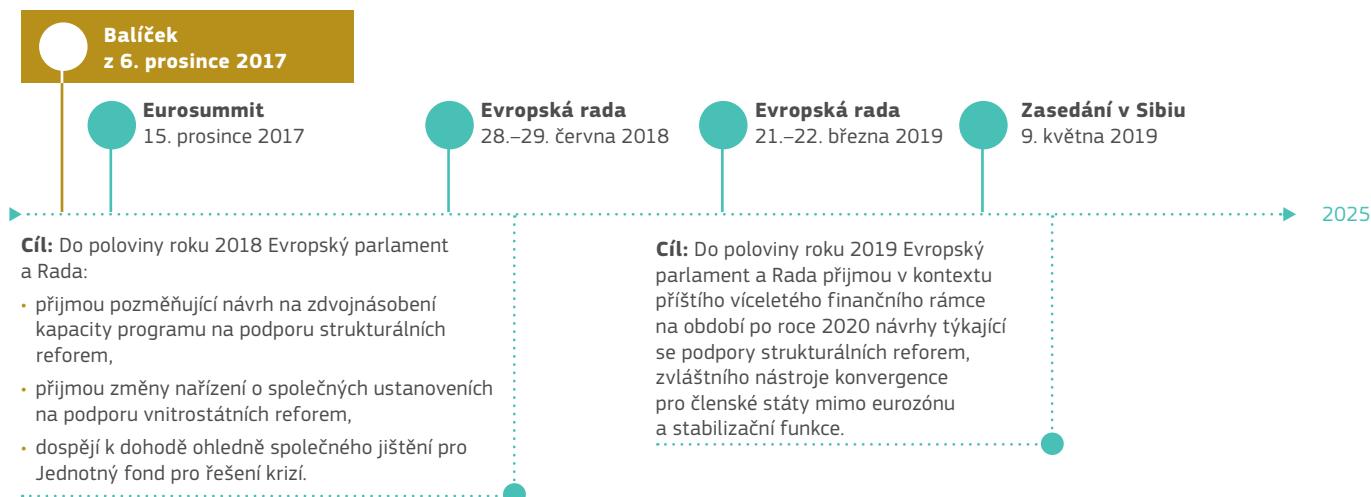 Balíček
z 6. prosince 2017
Eurosummit
15. prosince 2017
Evropská rada
28.–29. června 2018
Evropská rada
21.–22. března 2019
Zasedání v Sibiu
9. května 2019
2025
Cíl: Do poloviny roku 2018 Evropský parlament
a Rada:
• přijmou pozměňující návrh na zdvojnásobení
kapacity programu na podporu strukturálních
reforem,
• přijmou změny nařízení o společných ustanoveních
na podporu vnitrostátních reforem,
• dospějí k dohodě ohledně společného jištění pro
Jednotný fond pro řešení krizí.
Cíl: Do poloviny roku 2019 Evropský
parlament a Rada přijmou v kontextu
příštího víceletého finančního rámce
na období po roce 2020 návrhy týkající
se podpory strukturálních reforem,
zvláštního nástroje konvergence
pro členské státy mimo eurozónu
a stabilizační funkce.